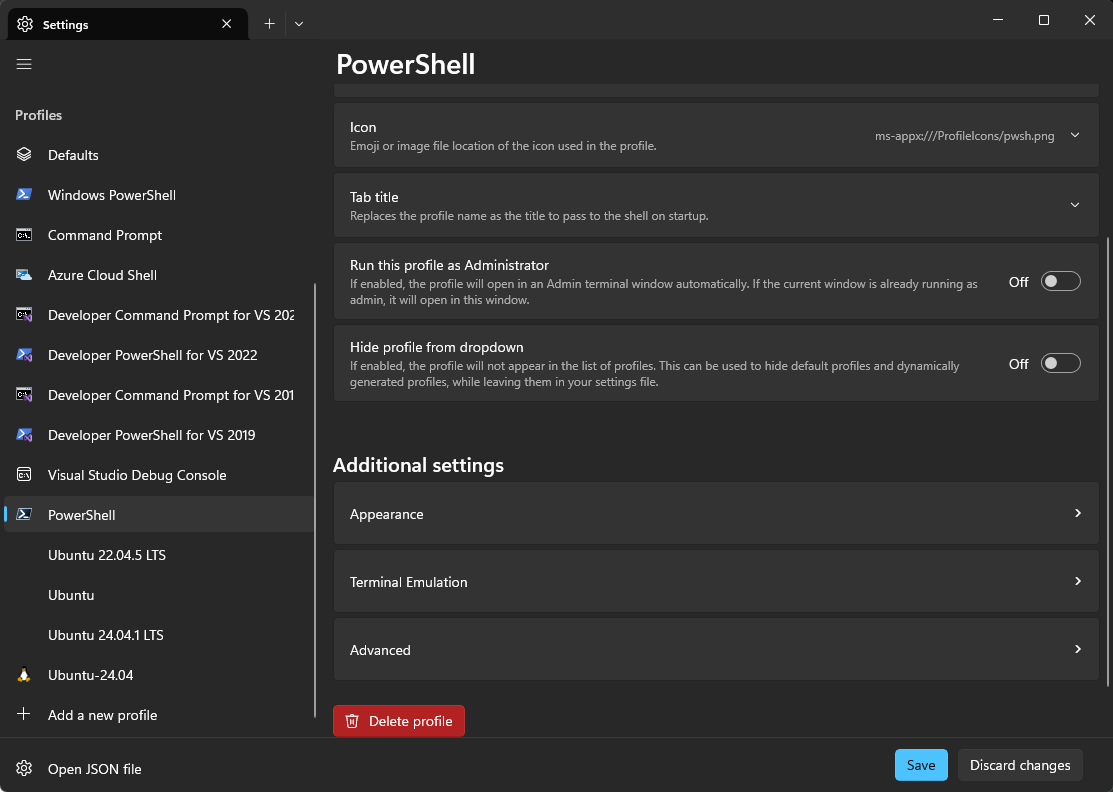 Settings
PowerShell
Profiles
Defaults
Windows PowerShell
Command Prompt
Azure Cloud Shell
Developer Command Prompt for VS 202
Developer PowerShell for VS 2022
Developer Command Prompt for VS 201
Developer PowerShell for VS 2019
Visual Studio Debug Console
PowerShell
Ubuntu 22.04.5 LTS
Ubuntu
Ubuntu 24.04.1 LTS
Ubuntu-24.04
Add a new profile
Open JSON file
Icon
Emoji or image file location of the icon used in the profile.
ms-appx:///ProfileIcons/pwsh.png
Tab title
Replaces the profile name as the title to pass to the shell on startup.
Run this profile as Administrator
If enabled, the profile will open in an Admin terminal window automatically. If the current window is already running as
admin, it will open in this window.
Off
Hide profile from dropdown
If enabled, the profile will not appear in the list of profiles. This can be used to hide default profiles and dynamically
generated profiles, while leaving them in your settings file.
Off
Additional settings
Appearance
Terminal Emulation
Advanced
Delete profile
Save
Discard changes